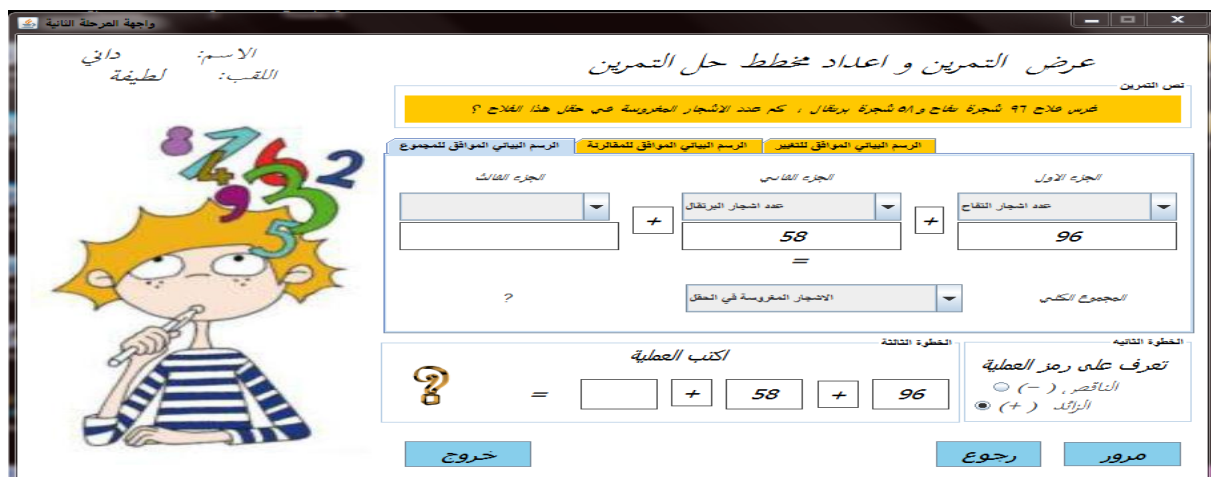 واجهة المرحلة الثانية
الاسم: داني
اللقب: لطيفة
عرض التمرين و اعداد مخطط حل التمرين
نص التمرين
غرس فلاح ٩٦ شجرة تفاح و ٥٨ شجرة برتقال ، كم عدد الاشجار المغروسة في حقل هذا الفلاح ؟
الرسم البياني الموافق للمجموع الرسم البياني الموافق للمقالرنة الرسم البياني الموافق للتغيير
الجزء الاول الجزء الثاني الجزء الثالث
عدد اشجار التفاح + عدد اشجار البرتقال +
96 58
=
المجموع الكلي الاشجار المغروسة في الحقل ?
الخطوة الثانيه
تعرف على رمز العملية
الناقص ( - )
الزائد ( + )
الخطوة الثالثة
اكتب العملية
96 + 58 + =
مرور رجوع خروج